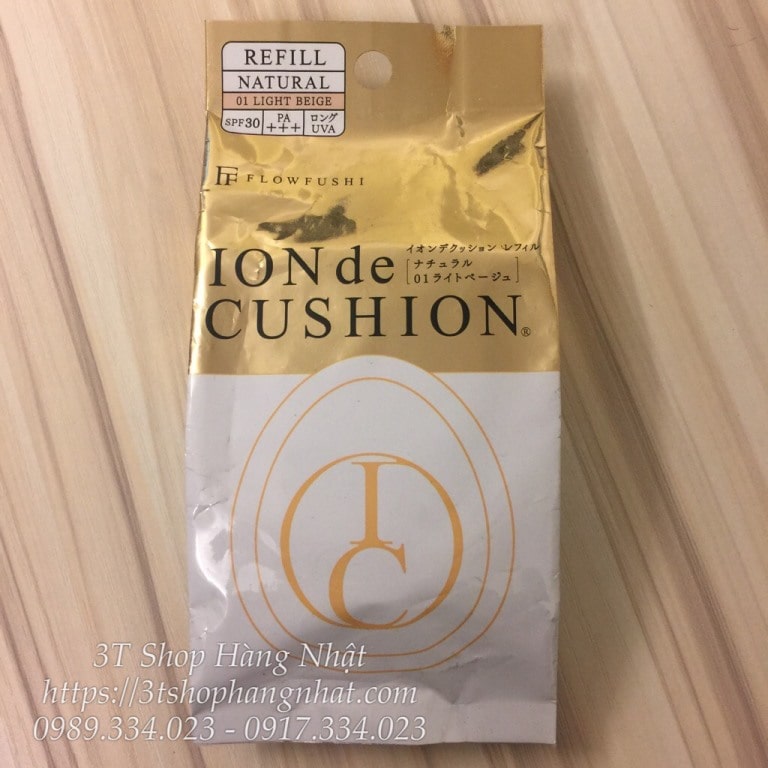 REFILL
NATURAL
01 LIGHT BEIGE
SPF30 PA +++ ロング UVA
FLOWFUSHI
イオンデクッション レフィル
ION de
[ナチュラル
01ライトベージュ]
CUSHION®
I
C
3T Shop Hàng Nhật
https://3tshophangnhat.com
0989.334.023 - 0917.334.023